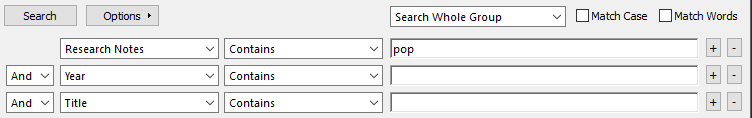 Search Options Search Whole Group Match Case Match Words
Research Notes Contains pop + -
And Year Contains + -
And Title Contains + -